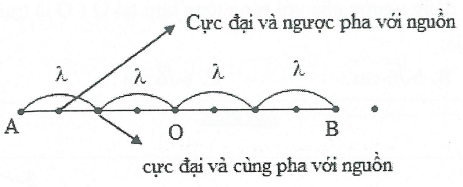 Cực đại và ngược pha với nguồn
λ λ λ λ
A O B
cực đại và cùng pha với nguồn